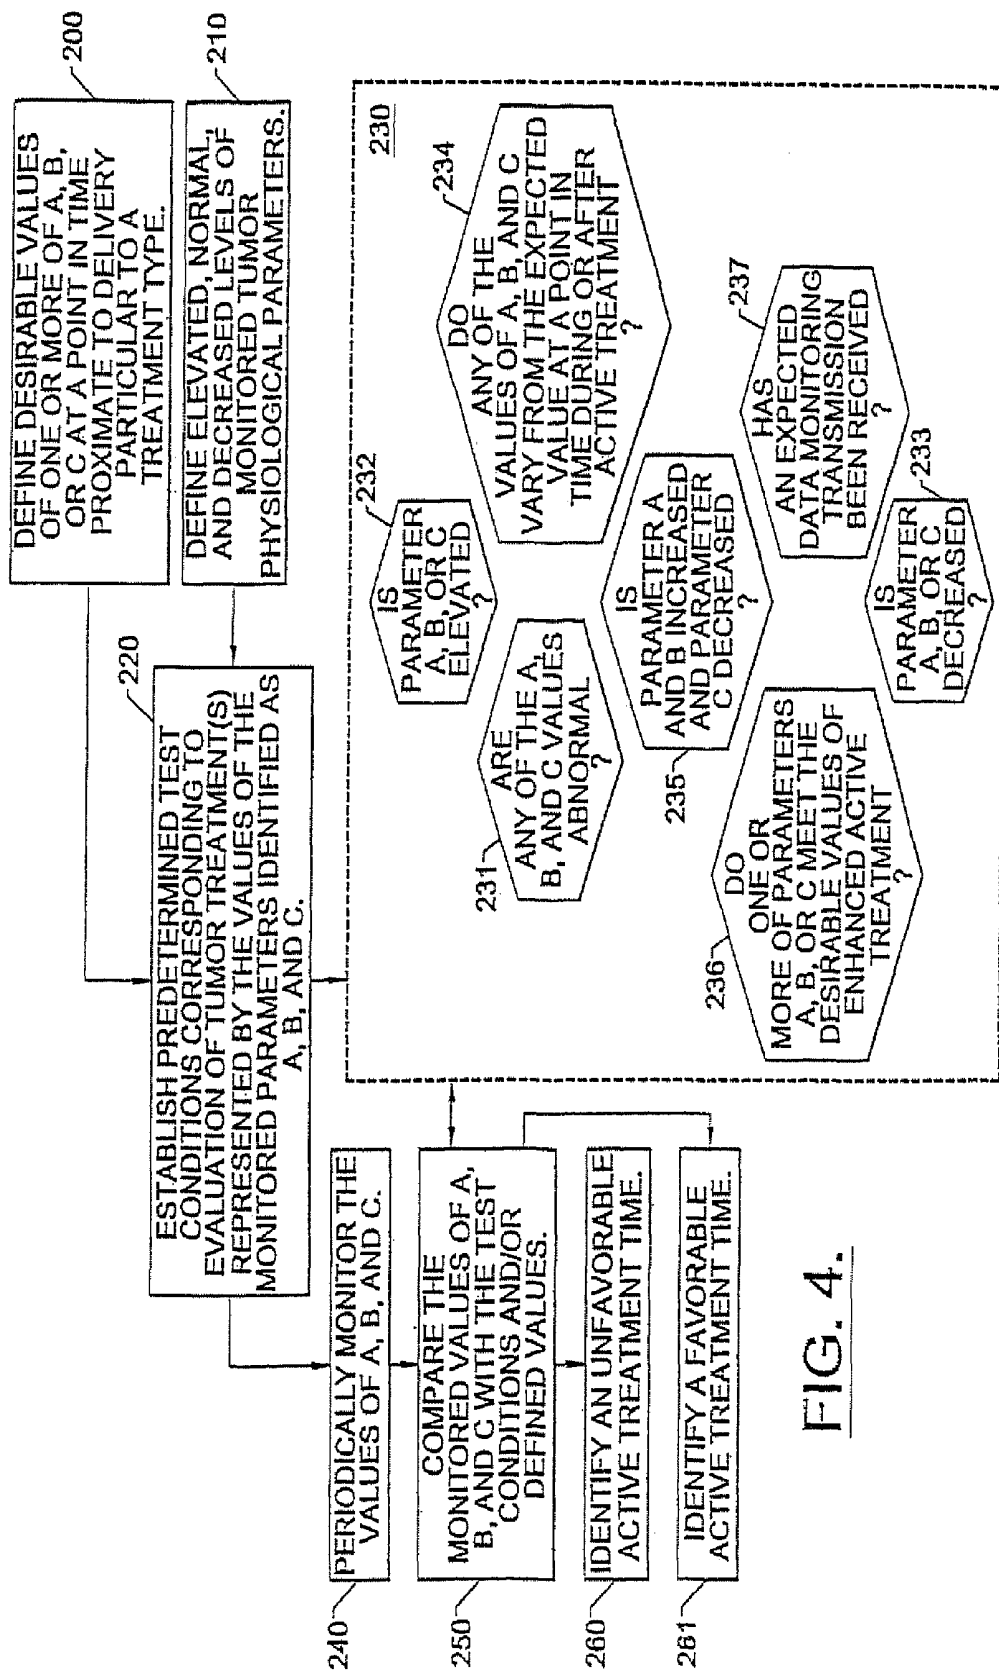 200
DEFINE DESIRABLE VALUES
OF ONE OR MORE OF A, B,
OR C AT A POINT IN TIME
PROXIMATE TO DELIVERY
PARTICULAR TO A
TREATMENT TYPE.
210
DEFINE ELEVATED, NORMAL,
AND DECREASED LEVELS OF
MONITORED TUMOR
PHYSIOLOGICAL PARAMETERS.
220
ESTABLISH PREDETERMINED TEST
CONDITIONS CORRESPONDING TO
EVALUATION OF TUMOR TREATMENT(S)
REPRESENTED BY THE VALUES OF THE
MONITORED PARAMETERS IDENTIFIED AS
A, B, AND C.
230
231
ARE
ANY OF THE A,
B, AND C VALUES
ABNORMAL
?
232
IS
PARAMETER
A, B, OR C
ELEVATED
?
234
DO
ANY OF THE
VALUES OF A, B, AND C
VARY FROM THE EXPECTED
VALUE AT A POINT IN
TIME DURING OR AFTER
ACTIVE TREATMENT
?
235
IS
PARAMETER A
AND B INCREASED
AND PARAMETER
C DECREASED
?
236
DO
ONE OR
MORE OF PARAMETERS
A, B, OR C MEET THE
DESIRABLE VALUES OF
ENHANCED ACTIVE
TREATMENT
?
237
HAS
AN EXPECTED
DATA MONITORING
TRANSMISSION
BEEN RECEIVED
?
233
IS
PARAMETER
A, B, OR C
DECREASED
?
240
PERIODICALLY MONITOR THE
VALUES OF A, B, AND C.
250
COMPARE THE
MONITORED VALUES OF A,
B, AND C WITH THE TEST
CONDITIONS AND/OR
DEFINED VALUES.
260
IDENTIFY AN UNFAVORABLE
ACTIVE TREATMENT TIME.
261
IDENTIFY A FAVORABLE
ACTIVE TREATMENT TIME.
FIG. 4.